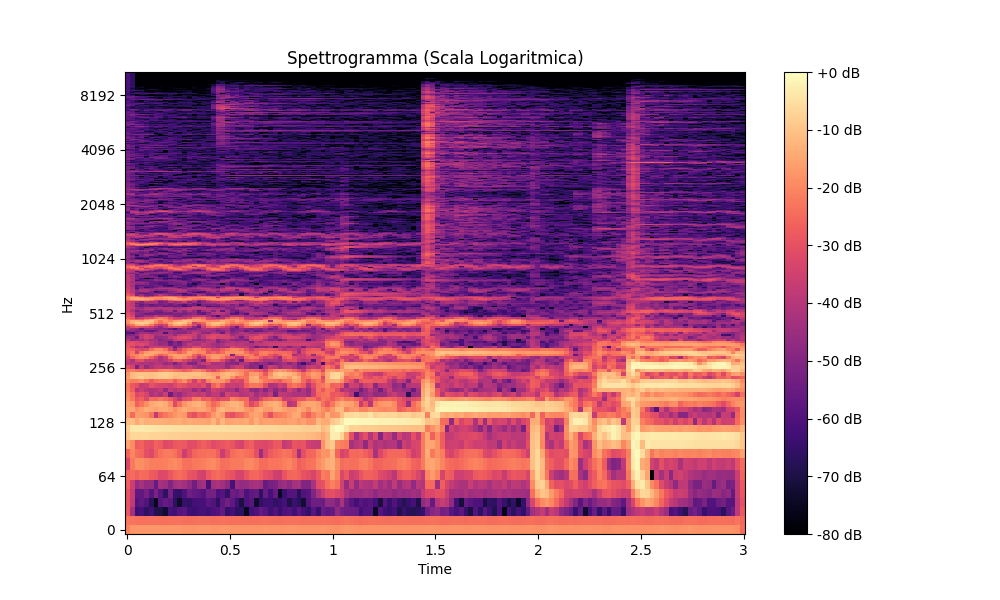 Spettrogramma (Scala Logaritmica)
8192
4096
2048
1024
512
256
128
64
0
Hz
0
0.5
1
1.5
2
2.5
3
Time
+0 dB
-10 dB
-20 dB
-30 dB
-40 dB
-50 dB
-60 dB
-70 dB
-80 dB